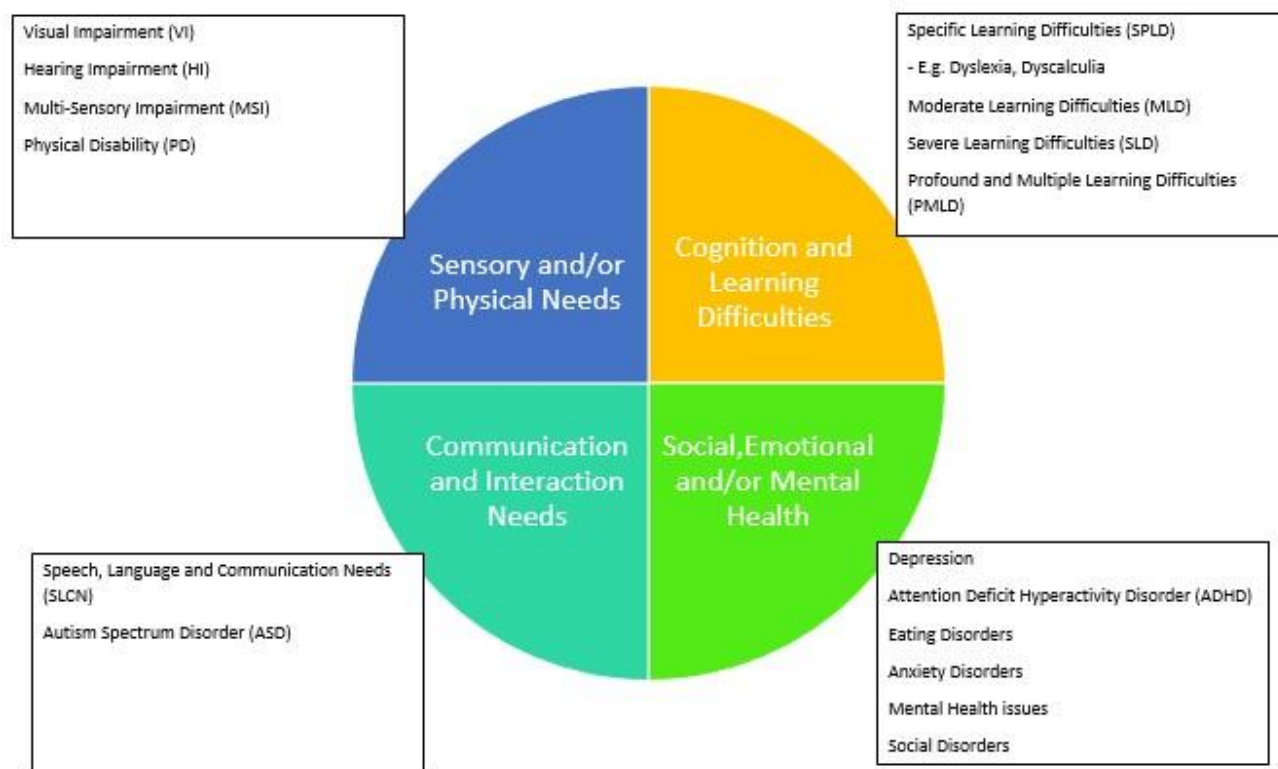 Visual Impairment (VI)
Hearing Impairment (HI)
Multi-Sensory Impairment (MSI)
Physical Disability (PD)
Specific Learning Difficulties (SPLD)
- E.g. Dyslexia, Dyscalculia
Moderate Learning Difficulties (MLD)
Severe Learning Difficulties (SLD)
Profound and Multiple Learning Difficulties
(PMLD)
Sensory and/or
Physical Needs
Cognition and
Learning
Difficulties
Communication
and Interaction
Needs
Social,Emotional
and/or Mental
Health
Speech, Language and Communication Needs
(SLCN)
Autism Spectrum Disorder (ASD)
Depression
Attention Deficit Hyperactivity Disorder (ADHD)
Eating Disorders
Anxiety Disorders
Mental Health issues
Social Disorders